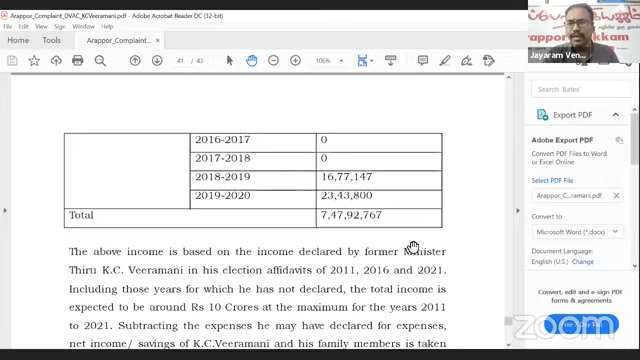 Arappor_Complaint_DVAC_KCVeeramani.pdf - Adobe Acrobat Reader DC (32-bit)
File Edit View Sign Window Help
Home Tools Arappor_Complaint... ×
41 / 43 106%
Jayaram Ven...
2016-2017 0
2017-2018 0
2018-2019 16,77,147
2019-2020 23,43,800
Total 7,47,92,767
The above income is based on the income declared by former Minister
Thiru K.C. Veeramani in his election affidavits of 2011, 2016 and 2021.
Including those years for which he has not declared, the total income is
expected to be around Rs 10 Crores at the maximum for the years 2011
to 2021. Subtracting the expenses he may have declared for expenses,
net income/ savings of K.C.Veeramani and his family members is taken
Search 'Bates'
Export PDF
Adobe Export PDF
Convert PDF Files to Word
or Excel Online
Select PDF File
Arappor_C...ramani.pdf ×
Convert to
Microsoft Word (*.docx)
Document Language:
English (U.S.) Change
Convert, edit and e-sign PDF
forms & agreements
Free 7-Day Trial
zoom